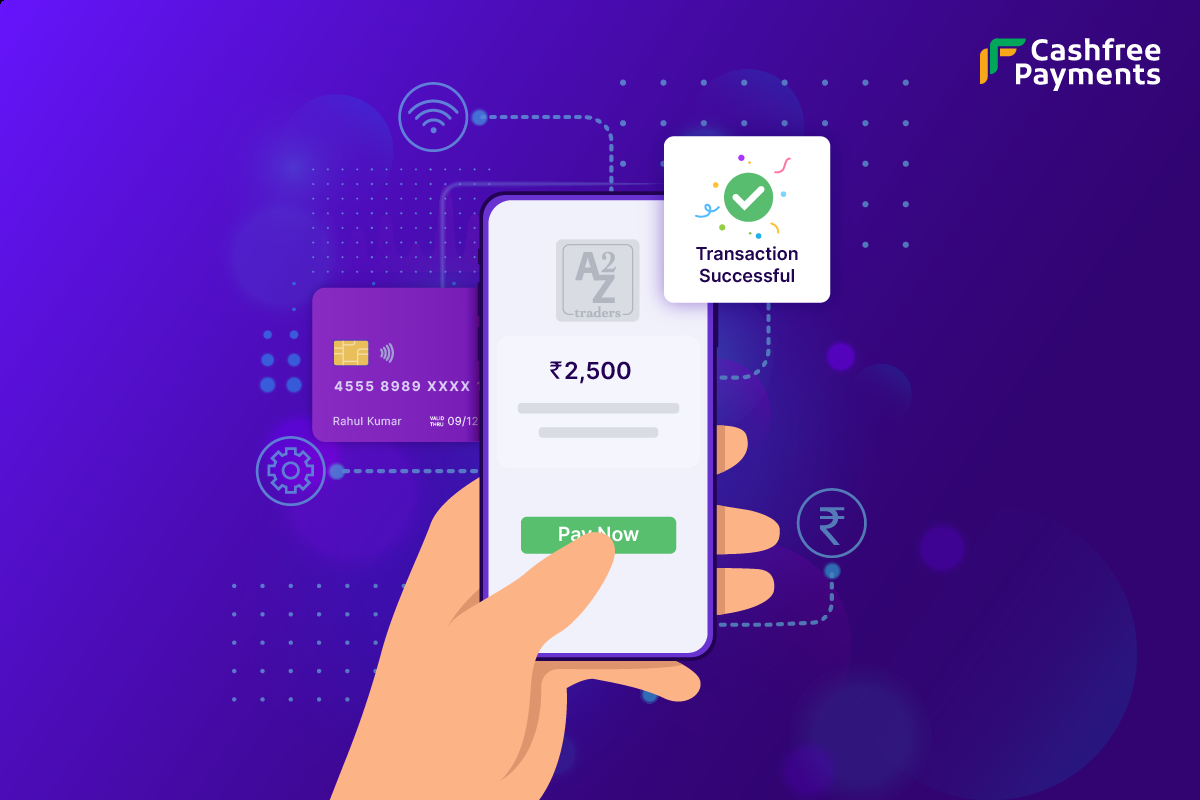 Cashfree
Payments
Transaction
Successful
A2
Z
traders
₹2,500
4555 8989 XXXX
Rahul Kumar
VALID
THRU 09/12
Pay Now
₹